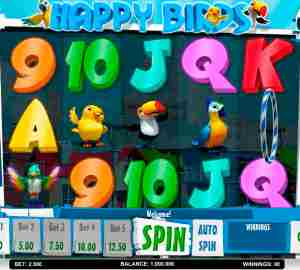 HAPPY BIRDS
9 10 J Q K
A
9 10 J Q
Welcome!
Bet 2 Bet 3 Bet 4 Bet 5
5.00 7.50 10.00 12.50
SPIN
AUTO SPIN
WINNINGS
BET: 2.500 BALANCE: 1,000.000 WINNINGS: 00